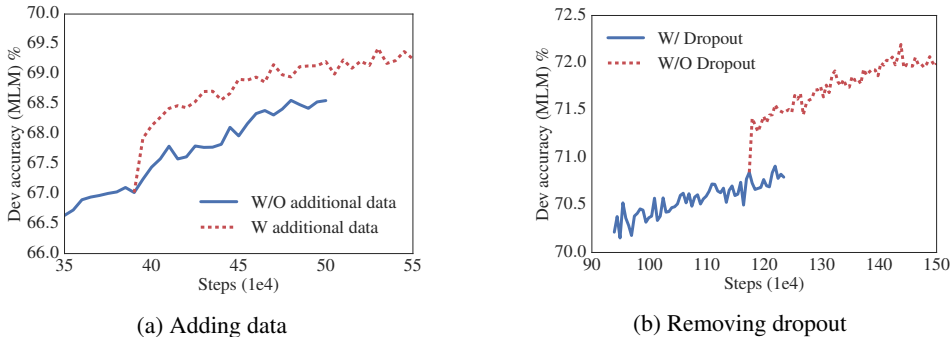 70.0
69.5
69.0
68.5
68.0
67.5
67.0
66.5
66.0
Dev accuracy (MLM) %
W/O additional data
W additional data
35 40 45 50 55
Steps (1e4)
(a) Adding data
72.5
72.0
71.5
71.0
70.5
70.0
Dev accuracy (MLM) %
W/ Dropout
W/O Dropout
90 100 110 120 130 140 150
Steps (1e4)
(b) Removing dropout